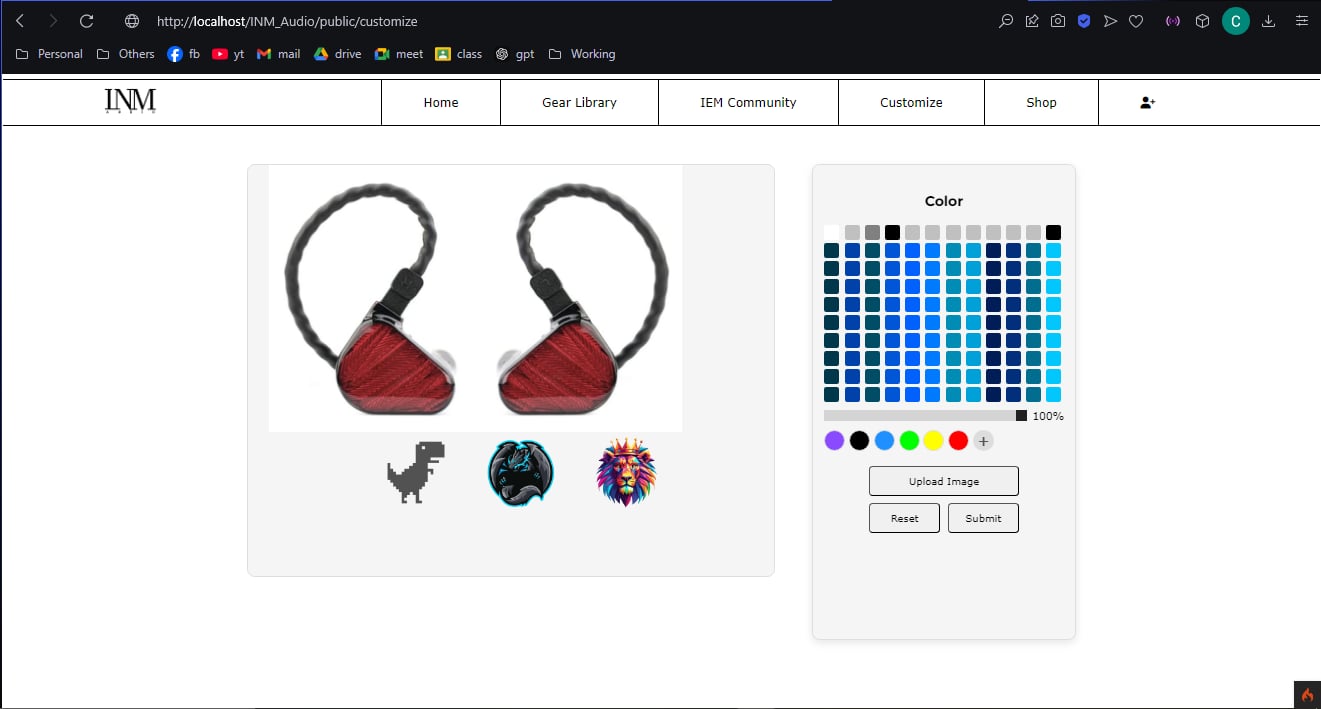 http://localhost/INM_Audio/public/customize
C
Personal Others fb yt mail drive meet class gpt Working
INM
AUDIO
Home Gear Library IEM Community Customize Shop
Color
100%
+
Upload Image
Reset Submit